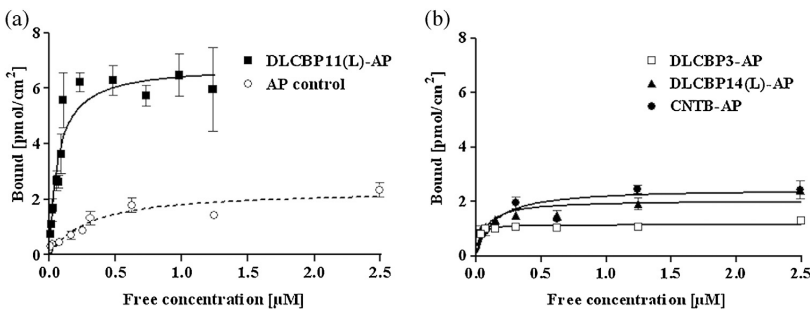 (a)
Bound [pmol/cm²]
8
6
4
2
0
DLCBP11(L)-AP
AP control
0.0 0.5 1.0 1.5 2.0 2.5
Free concentration [µM]
(b)
Bound [pmol/cm²]
8
6
4
2
0
DLCBP3-AP
DLCBP14(L)-AP
CNTB-AP
0.0 0.5 1.0 1.5 2.0 2.5
Free concentration [µM]